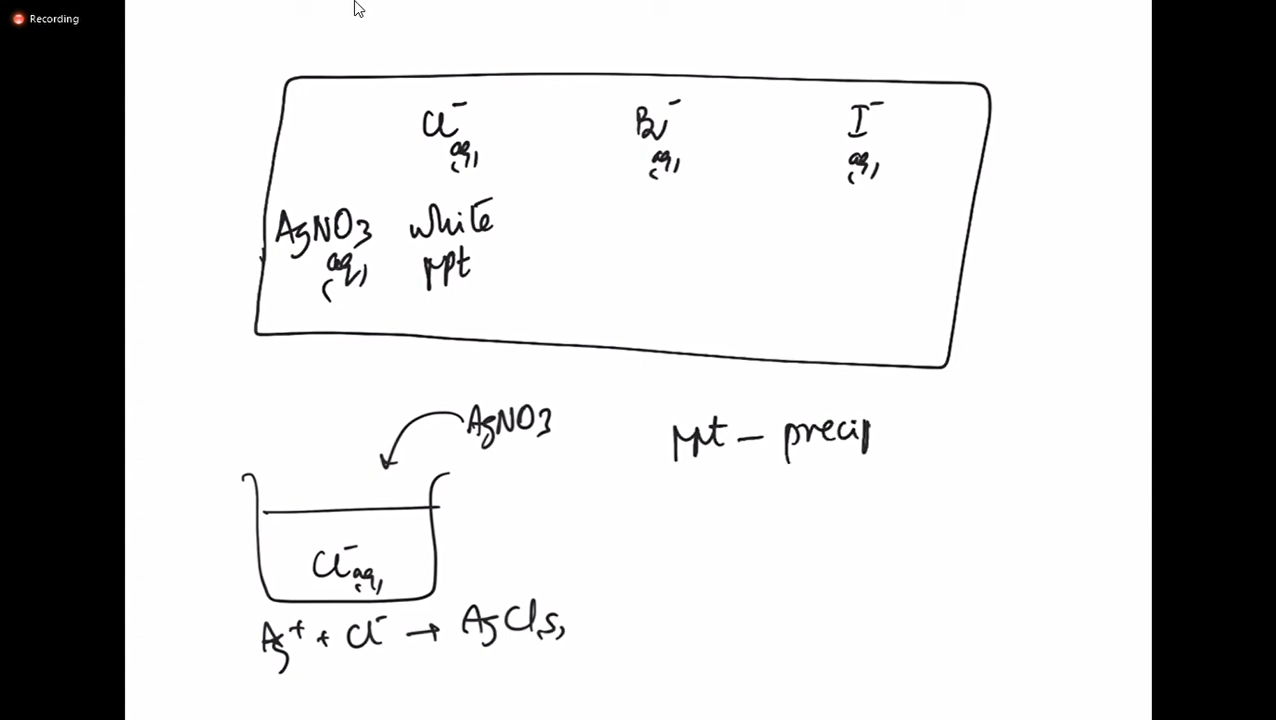 Recording
Cl⁻(aq) Br⁻(aq) I⁻(aq)
AgNO3(aq) white
ppt
AgNO3
ppt – precip
Cl⁻(aq)
Ag⁺ + Cl⁻ → AgCl(s)